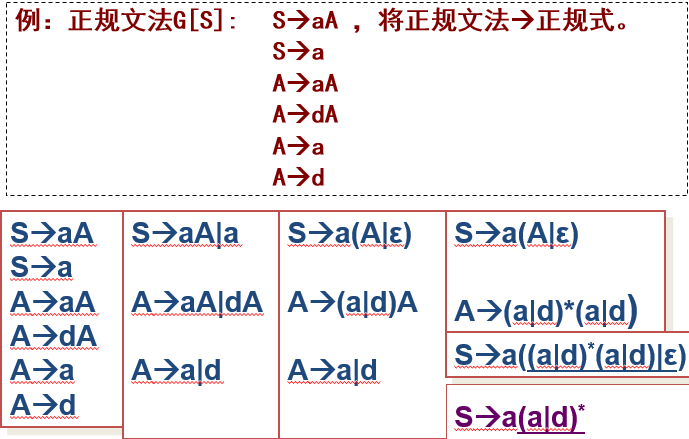 例：正规文法G[S]: S→aA ，将正规文法→正规式。
S→a
A→aA
A→dA
A→a
A→d
S→aA
S→a
A→aA
A→dA
A→a
A→d
S→aA|a
A→aA|dA
A→a|d
S→a(A|ε)
A→(a|d)A
A→a|d
S→a(A|ε)
A→(a|d)*(a|d)
S→a((a|d)*(a|d)|ε)
S→a(a|d)*